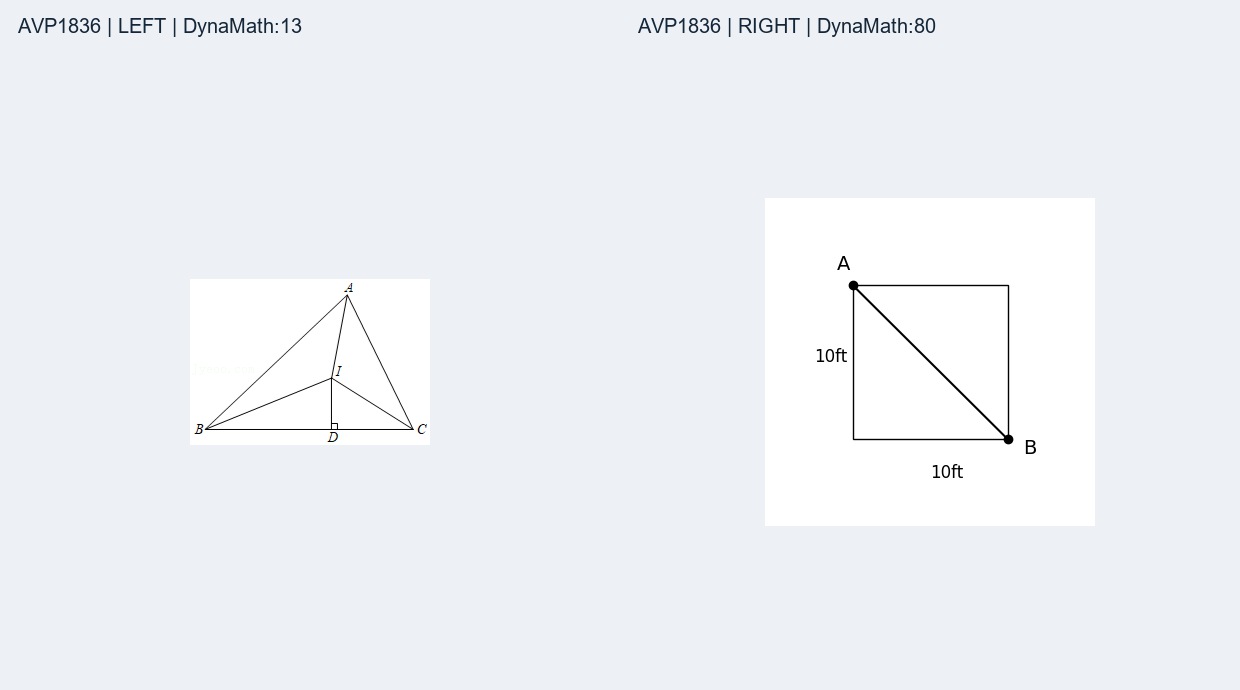 AVP1836 | LEFT | DynaMath:13
AVP1836 | RIGHT | DynaMath:80
A
I
B
D
C
A
10ft
B
10ft